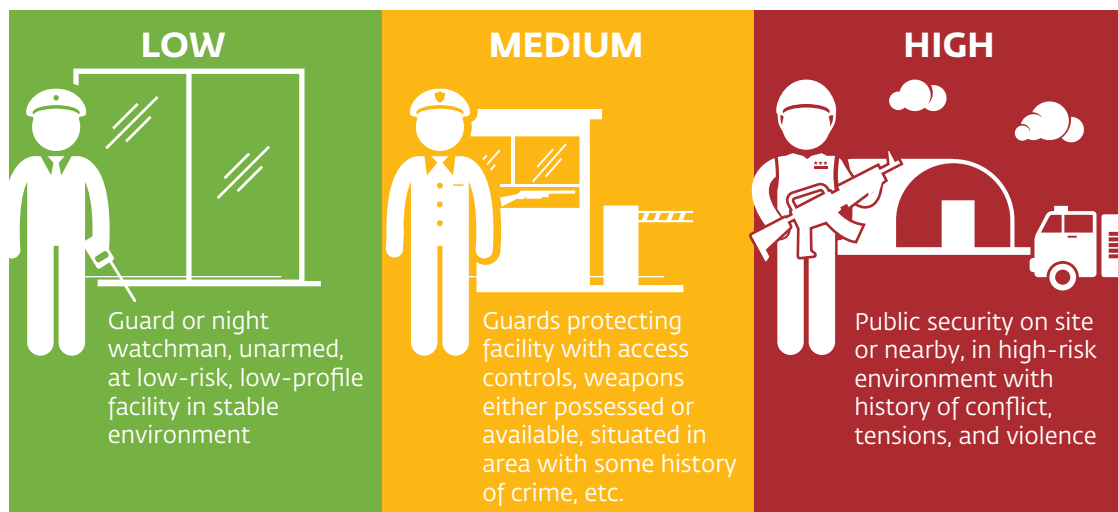 LOW
Guard or night
watchman, unarmed,
at low-risk, low-profile
facility in stable
environment
MEDIUM
Guards protecting
facility with access
controls, weapons
either possessed or
available, situated in
area with some history
of crime, etc.
HIGH
Public security on site
or nearby, in high-risk
environment with
history of conflict,
tensions, and violence